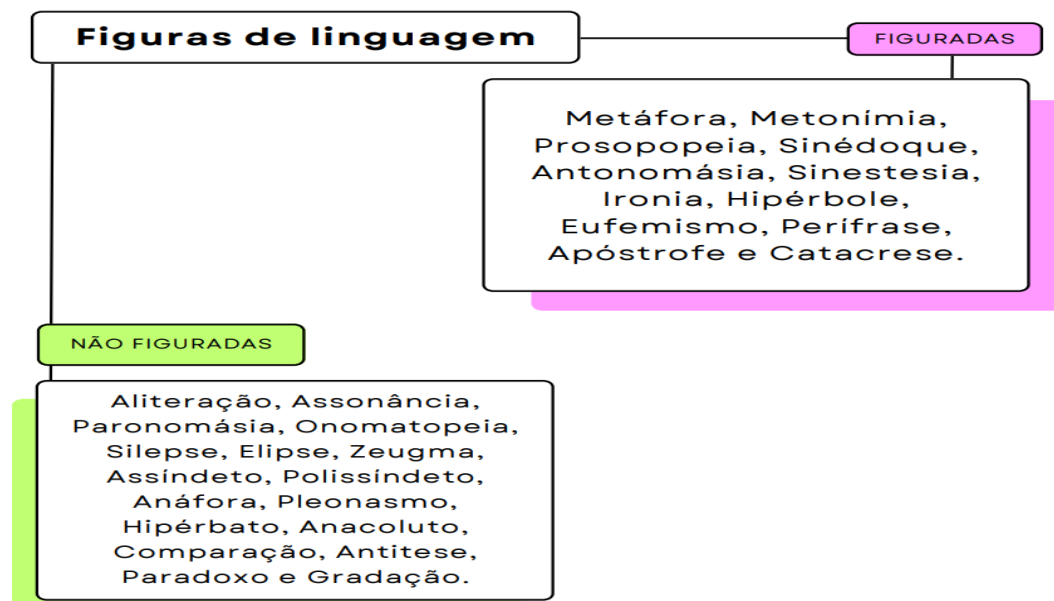 Figuras de linguagem
FIGURADAS
Metáfora, Metonímia,
Prosopopeia, Sinédoque,
Antonomásia, Sinestesia,
Ironia, Hipérbole,
Eufemismo, Perífrase,
Apóstrofe e Catacrese.
NÃO FIGURADAS
Aliteração, Assonância,
Paronomásia, Onomatopeia,
Silepse, Elipse, Zeugma,
Assíndeto, Polissíndeto,
Anáfora, Pleonasmo,
Hipérbato, Anacoluto,
Comparação, Antitese,
Paradoxo e Gradação.